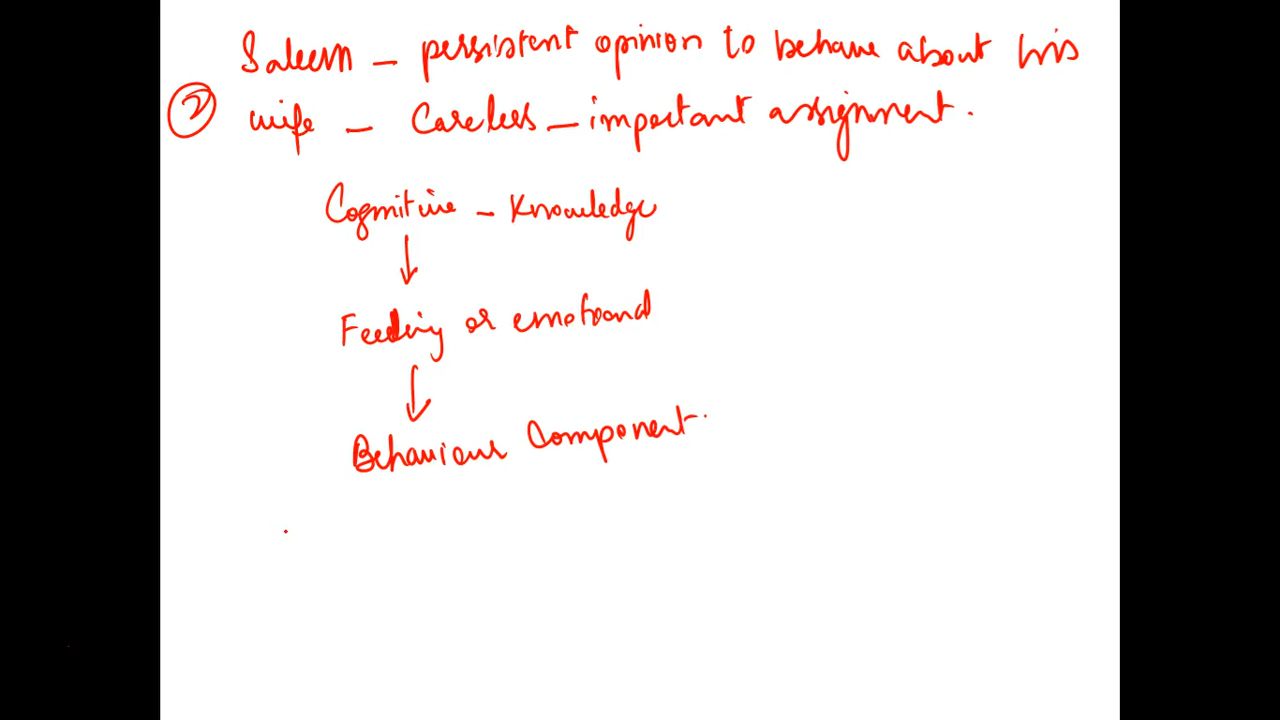 Saleem - persistent opinion to behave about his
② wife - Careless - important assignment.
Cognitive - Knowledge
↓
Feeling or emotional
↓
Behaviour Component.